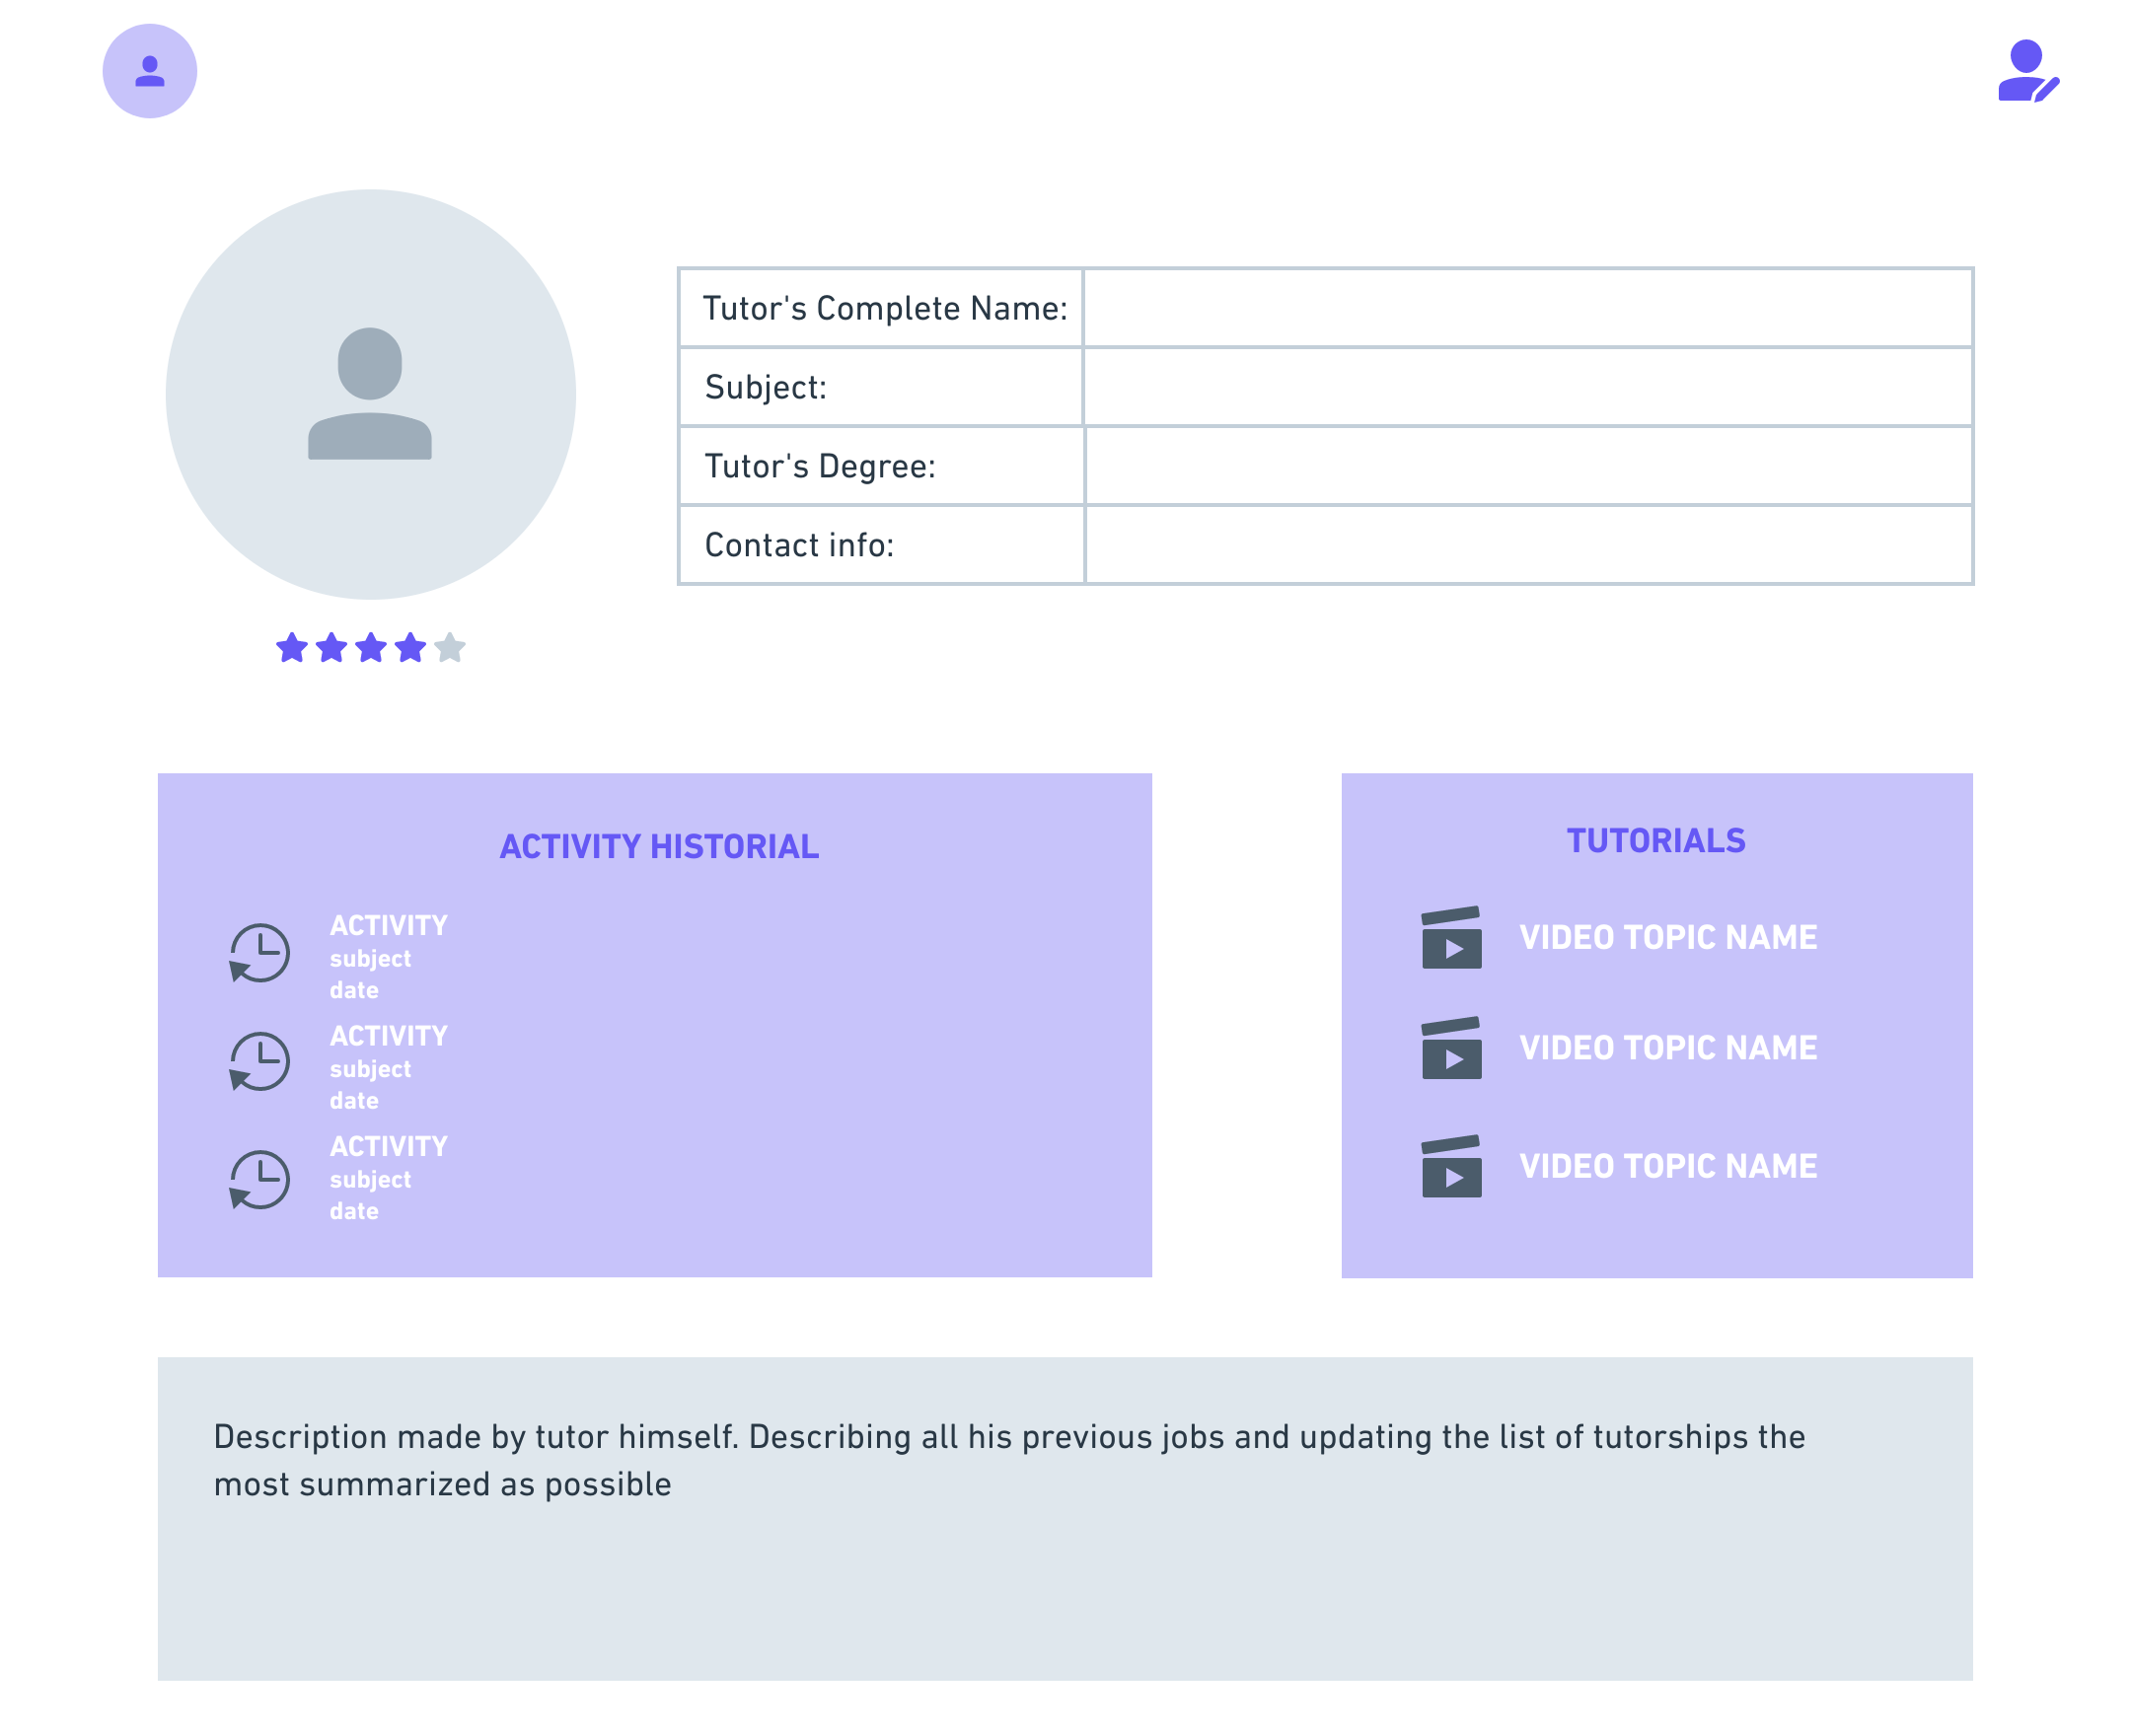 Tutor's Complete Name:
Subject:
Tutor's Degree:
Contact info:
ACTIVITY HISTORIAL
ACTIVITY
subject
date
ACTIVITY
subject
date
ACTIVITY
subject
date
TUTORIALS
VIDEO TOPIC NAME
VIDEO TOPIC NAME
VIDEO TOPIC NAME
Description made by tutor himself. Describing all his previous jobs and updating the list of tutorships the
most summarized as possible